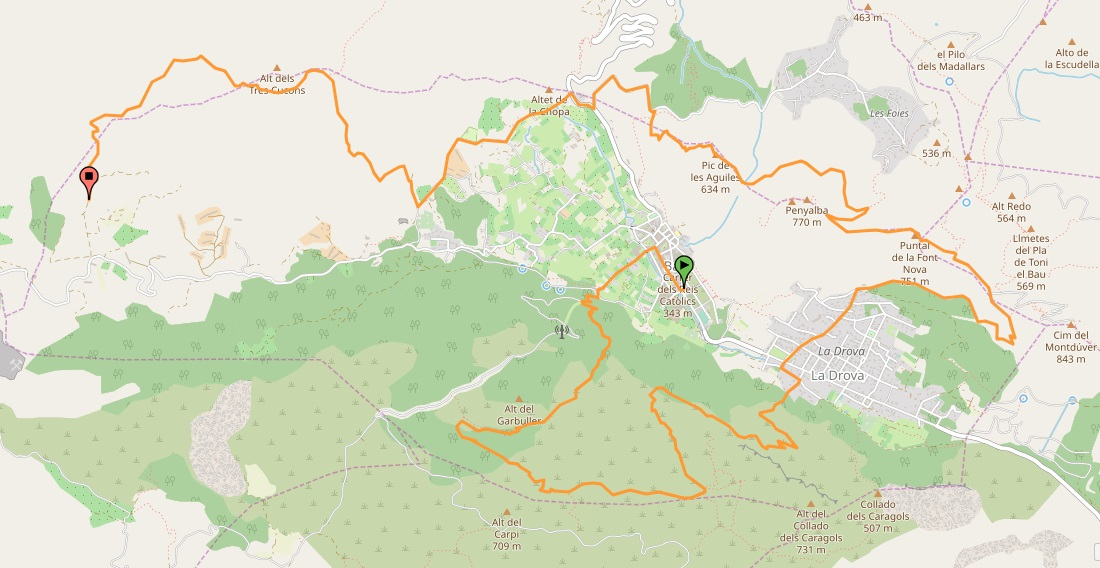 463 m
el Pilo
dels Madallars
Alto de
la Escudella
Alt dels
Tres Cucons
Altet de
la Chopa
Les Foies
536 m
Pic de
les Aguiles
634 m
Alt Redo
564 m
Penyalba
770 m
Llmetes
del Pla
de Toni
el Bau
569 m
Puntal
de la Font
Nova
751 m
dels Reis
Catòlics
343 m
Cim del
Montdúver
843 m
La Drova
La Drova
Alt del
Garbuller
Alt del
Carpi
709 m
Collado
dels Caragols
507 m
Alt del
Collado
dels Caragols
731 m